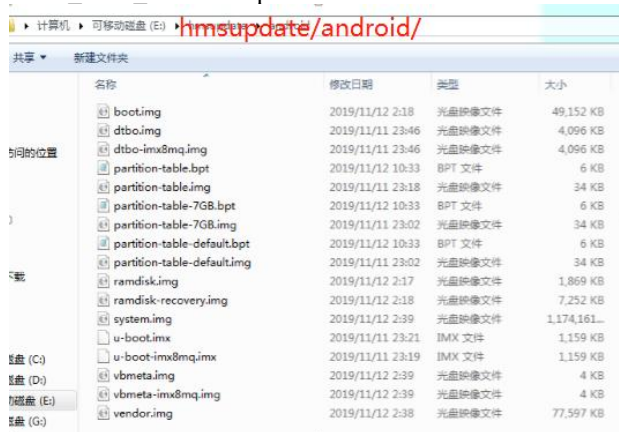 计算机 ▸ 可移动磁盘 (E:) ▸ hmsupdate/android/
共享 ▼ 新建文件夹
名称 修改日期 类型 大小
boot.img 2019/11/12 2:18 光盘映像文件 49,152 KB
dtbo.img 2019/11/11 23:46 光盘映像文件 4,096 KB
dtbo-imx8mq.img 2019/11/11 23:46 光盘映像文件 4,096 KB
访问的位置
partition-table.bpt 2019/11/12 10:33 BPT 文件 6 KB
partition-table.img 2019/11/11 23:18 光盘映像文件 34 KB
partition-table-7GB.bpt 2019/11/12 10:33 BPT 文件 6 KB
partition-table-7GB.img 2019/11/11 23:02 光盘映像文件 34 KB
partition-table-default.bpt 2019/11/12 10:33 BPT 文件 6 KB
partition-table-default.img 2019/11/11 23:02 光盘映像文件 34 KB
下载
ramdisk.img 2019/11/12 2:17 光盘映像文件 1,869 KB
ramdisk-recovery.img 2019/11/12 2:18 光盘映像文件 7,252 KB
system.img 2019/11/12 2:39 光盘映像文件 1,174,161...
u-boot.imx 2019/11/11 23:21 IMX 文件 1,159 KB
磁盘 (C:) u-boot-imx8mq.imx 2019/11/11 23:19 IMX 文件 1,159 KB
磁盘 (D:) vbmeta.img 2019/11/12 2:39 光盘映像文件 4 KB
动磁盘 (E:) vbmeta-imx8mq.img 2019/11/12 2:39 光盘映像文件 4 KB
磁盘 (G:) vendor.img 2019/11/12 2:38 光盘映像文件 77,597 KB